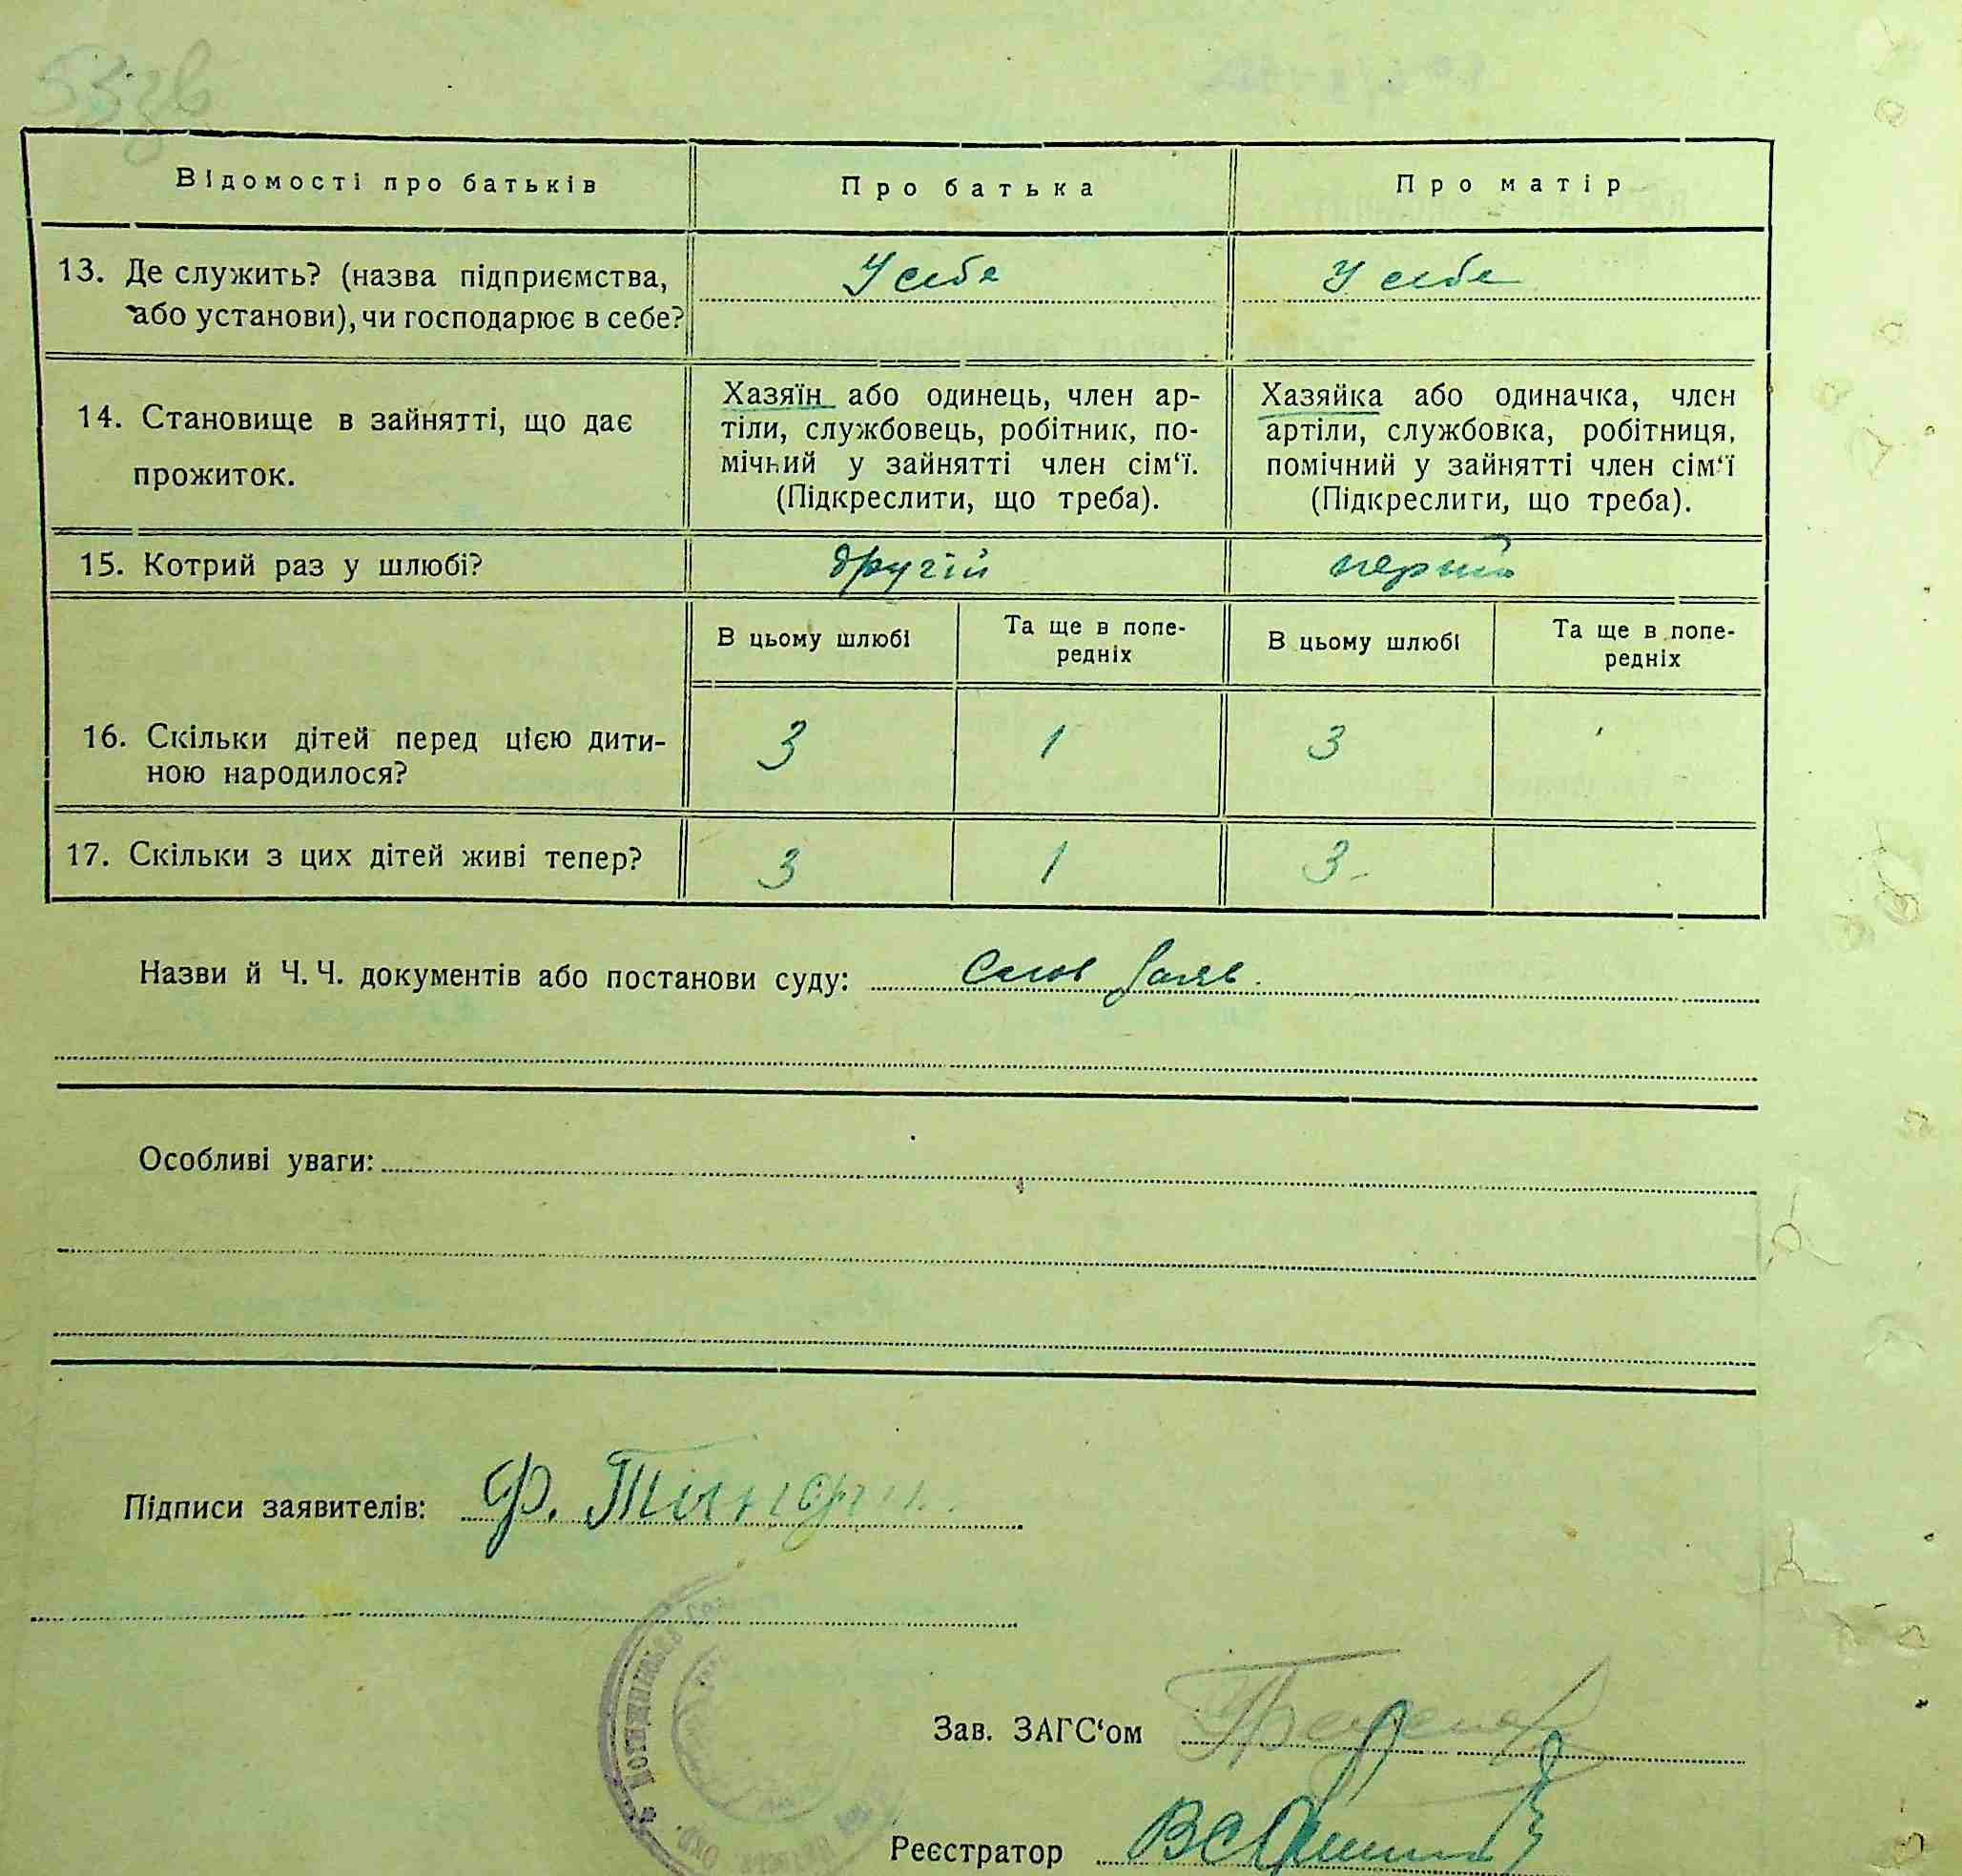 Відомості про батьків
Про батька
Про матір
13. Де служить? (назва підприємства,
або установи), чи господарює в себе?
У себе
У себе
14. Становище в зайнятті, що дає
прожиток.
Хазяїн або одинець, член ар-
тіли, службовець, робітник, по-
мічний у зайнятті член сім‘ї.
(Підкреслити, що треба).
Хазяйка або одиначка, член
артіли, службовка, робітниця,
помічний у зайнятті член сім‘ї
(Підкреслити, що треба).
15. Котрий раз у шлюбі?
другій
перший
В цьому шлюбі
Та ще в попе-
редніх
В цьому шлюбі
Та ще в попе-
редніх
16. Скільки дітей перед цією дити-
ною народилося?
3
1
3
17. Скільки з цих дітей живі тепер?
3
1
3
Назви й Ч. Ч. документів або постанови суду:
Особливі уваги:
Підписи заявителів: Ф.
Зав. ЗАГС‘ом
Реєстратор